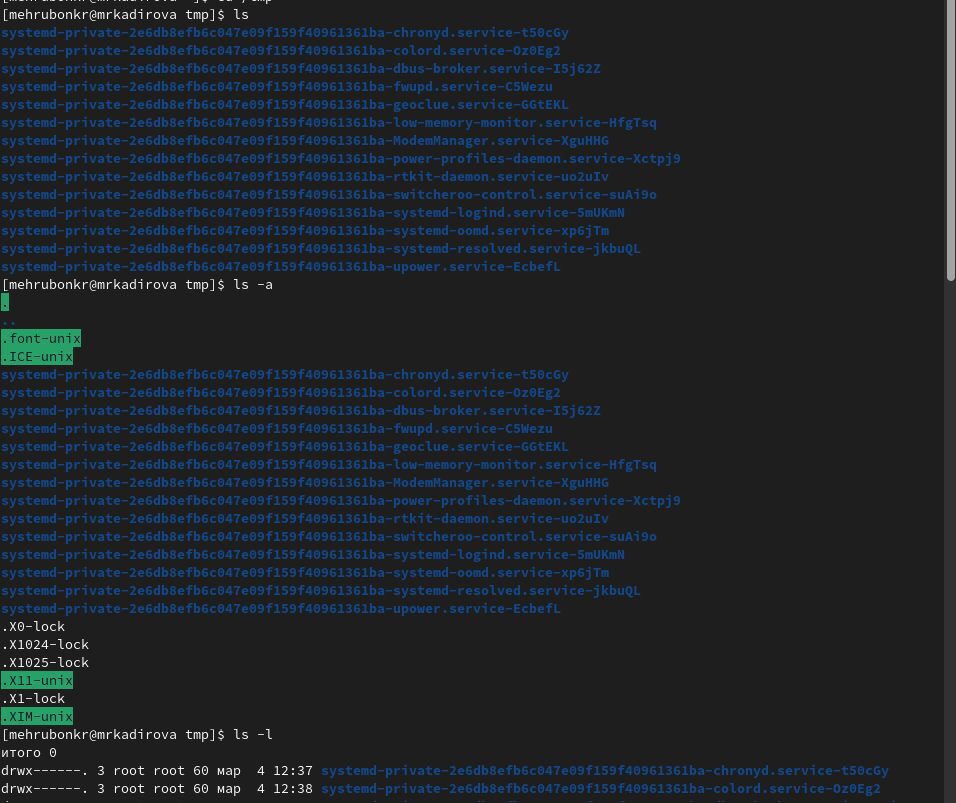 [mehrubonkr@mrkadirova ~]$ cd /tmp
[mehrubonkr@mrkadirova tmp]$ ls
systemd-private-2e6db8efb6c047e09f159f40961361ba-chronyd.service-t50cGy
systemd-private-2e6db8efb6c047e09f159f40961361ba-colord.service-Oz0Eg2
systemd-private-2e6db8efb6c047e09f159f40961361ba-dbus-broker.service-I5j62Z
systemd-private-2e6db8efb6c047e09f159f40961361ba-fwupd.service-C5Wezu
systemd-private-2e6db8efb6c047e09f159f40961361ba-geoclue.service-GGtEKL
systemd-private-2e6db8efb6c047e09f159f40961361ba-low-memory-monitor.service-HfgTsq
systemd-private-2e6db8efb6c047e09f159f40961361ba-ModemManager.service-XguHHG
systemd-private-2e6db8efb6c047e09f159f40961361ba-power-profiles-daemon.service-Xctpj9
systemd-private-2e6db8efb6c047e09f159f40961361ba-rtkit-daemon.service-uo2uIv
systemd-private-2e6db8efb6c047e09f159f40961361ba-switcheroo-control.service-suAi9o
systemd-private-2e6db8efb6c047e09f159f40961361ba-systemd-logind.service-5mUKmN
systemd-private-2e6db8efb6c047e09f159f40961361ba-systemd-oomd.service-xp6jTm
systemd-private-2e6db8efb6c047e09f159f40961361ba-systemd-resolved.service-jkbuQL
systemd-private-2e6db8efb6c047e09f159f40961361ba-upower.service-EcbefL
[mehrubonkr@mrkadirova tmp]$ ls -a
.
..
.font-unix
.ICE-unix
systemd-private-2e6db8efb6c047e09f159f40961361ba-chronyd.service-t50cGy
systemd-private-2e6db8efb6c047e09f159f40961361ba-colord.service-Oz0Eg2
systemd-private-2e6db8efb6c047e09f159f40961361ba-dbus-broker.service-I5j62Z
systemd-private-2e6db8efb6c047e09f159f40961361ba-fwupd.service-C5Wezu
systemd-private-2e6db8efb6c047e09f159f40961361ba-geoclue.service-GGtEKL
systemd-private-2e6db8efb6c047e09f159f40961361ba-low-memory-monitor.service-HfgTsq
systemd-private-2e6db8efb6c047e09f159f40961361ba-ModemManager.service-XguHHG
systemd-private-2e6db8efb6c047e09f159f40961361ba-power-profiles-daemon.service-Xctpj9
systemd-private-2e6db8efb6c047e09f159f40961361ba-rtkit-daemon.service-uo2uIv
systemd-private-2e6db8efb6c047e09f159f40961361ba-switcheroo-control.service-suAi9o
systemd-private-2e6db8efb6c047e09f159f40961361ba-systemd-logind.service-5mUKmN
systemd-private-2e6db8efb6c047e09f159f40961361ba-systemd-oomd.service-xp6jTm
systemd-private-2e6db8efb6c047e09f159f40961361ba-systemd-resolved.service-jkbuQL
systemd-private-2e6db8efb6c047e09f159f40961361ba-upower.service-EcbefL
.X0-lock
.X1024-lock
.X1025-lock
.X11-unix
.X1-lock
.XIM-unix
[mehrubonkr@mrkadirova tmp]$ ls -l
итого 0
drwx------. 3 root root 60 мар  4 12:37 systemd-private-2e6db8efb6c047e09f159f40961361ba-chronyd.service-t50cGy
drwx------. 3 root root 60 мар  4 12:38 systemd-private-2e6db8efb6c047e09f159f40961361ba-colord.service-Oz0Eg2